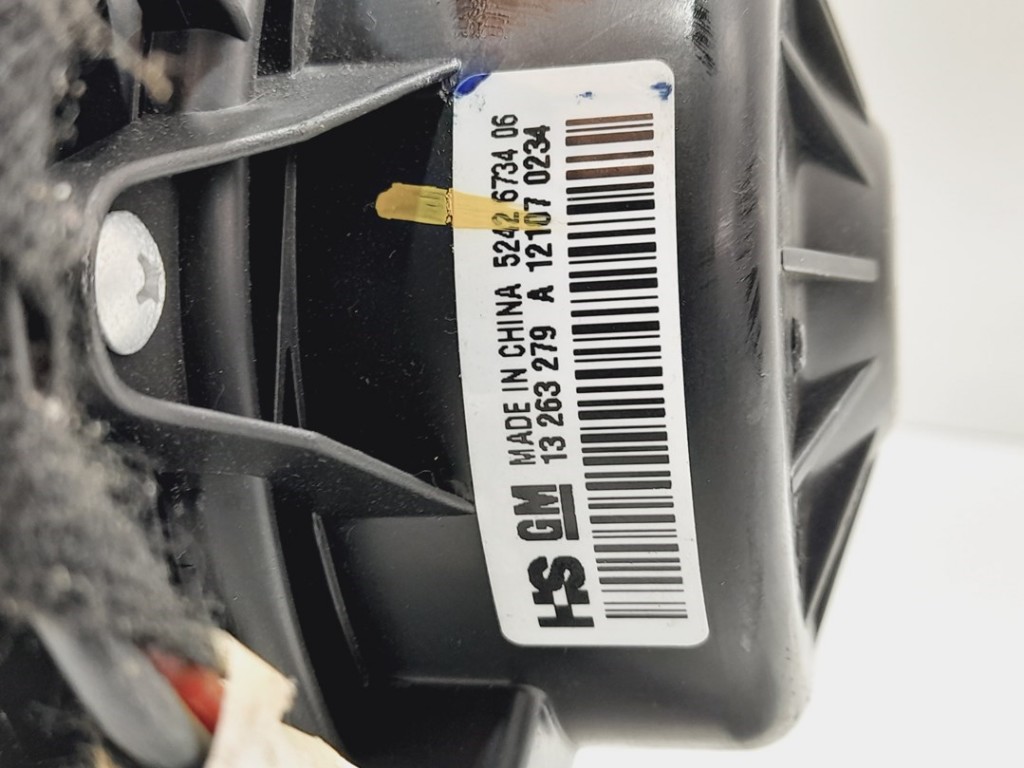 HS GM
MADE IN CHINA 5242 6734 06
13 263 279 A 12107 0234